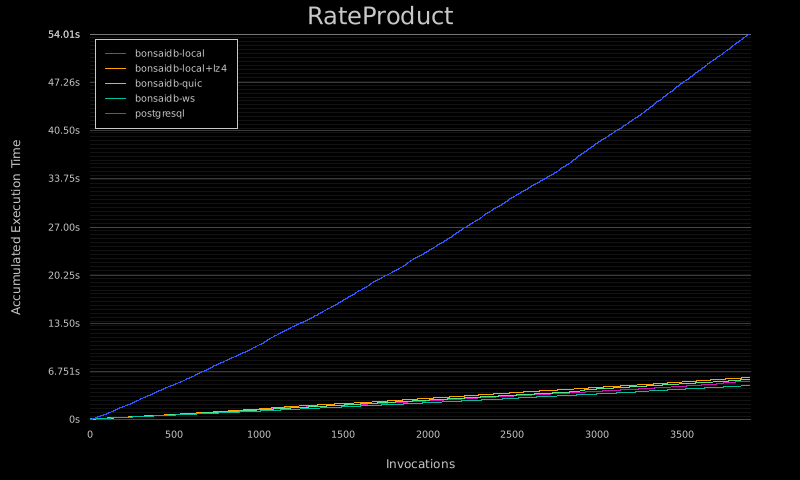 RateProduct
Accumulated Execution Time
54.01s
47.26s
40.50s
33.75s
27.00s
20.25s
13.50s
6.751s
0s
bonsaidb-local
bonsaidb-local+lz4
bonsaidb-quic
bonsaidb-ws
postgresql
0 500 1000 1500 2000 2500 3000 3500
Invocations